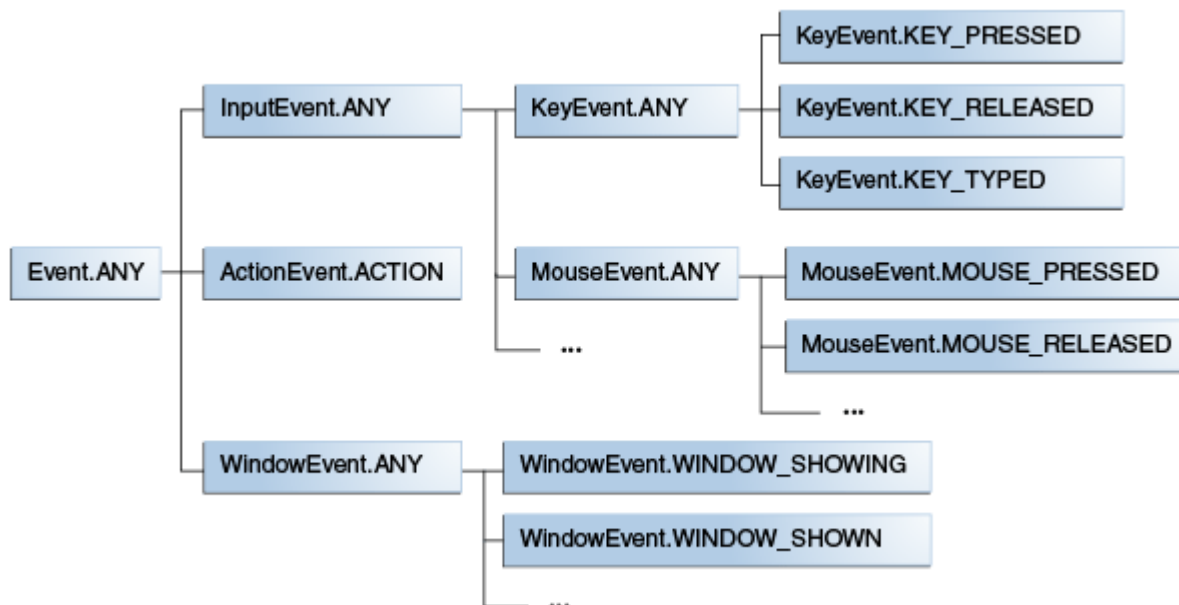 KeyEvent.KEY_PRESSED
InputEvent.ANY
KeyEvent.ANY
KeyEvent.KEY_RELEASED
KeyEvent.KEY_TYPED
Event.ANY
ActionEvent.ACTION
MouseEvent.ANY
MouseEvent.MOUSE_PRESSED
MouseEvent.MOUSE_RELEASED
...
...
WindowEvent.ANY
WindowEvent.WINDOW_SHOWING
WindowEvent.WINDOW_SHOWN
...